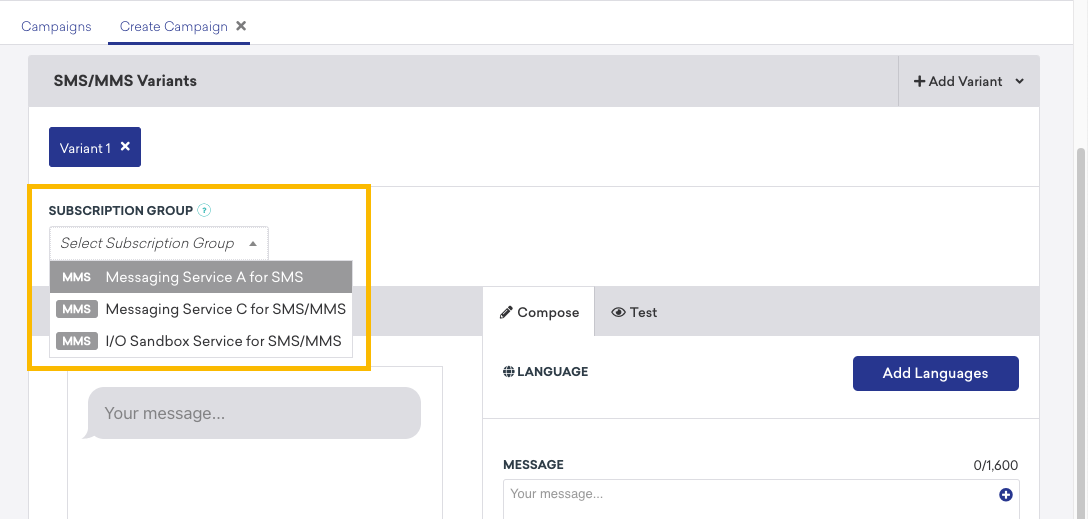 Campaigns
Create Campaign
SMS/MMS Variants
Add Variant
Variant 1
SUBSCRIPTION GROUP ?
Select Subscription Group
MMS Messaging Service A for SMS
MMS Messaging Service C for SMS/MMS
MMS I/O Sandbox Service for SMS/MMS
Compose
Test
LANGUAGE
Add Languages
Your message...
MESSAGE
0/1,600
Your message...